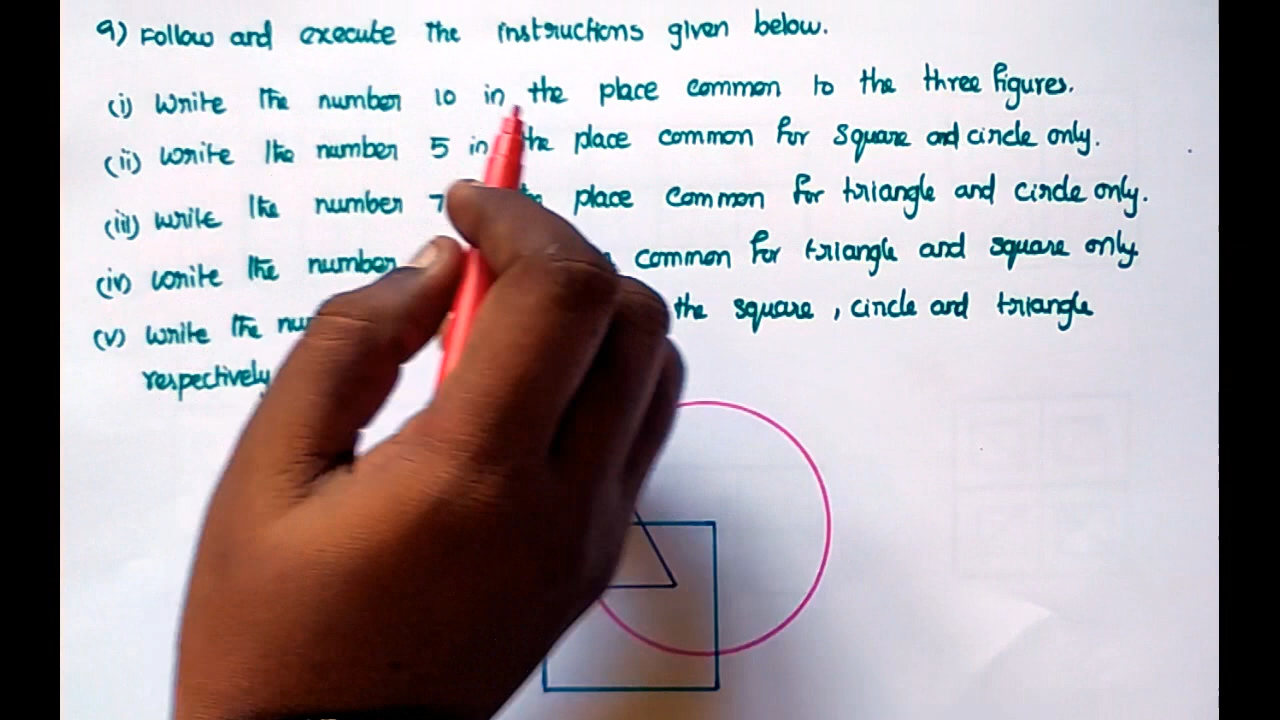 9) Follow and execute the instructions given below.
(i) Write the number 10 in the place common to the three figures.
(ii) Write the number 5 in the place common for square and circle only.
(iii) Write the number 7 place common for triangle and circle only.
(iv) Write the number common for triangle and square only.
(v) Write the the square, circle and triangle
respectively